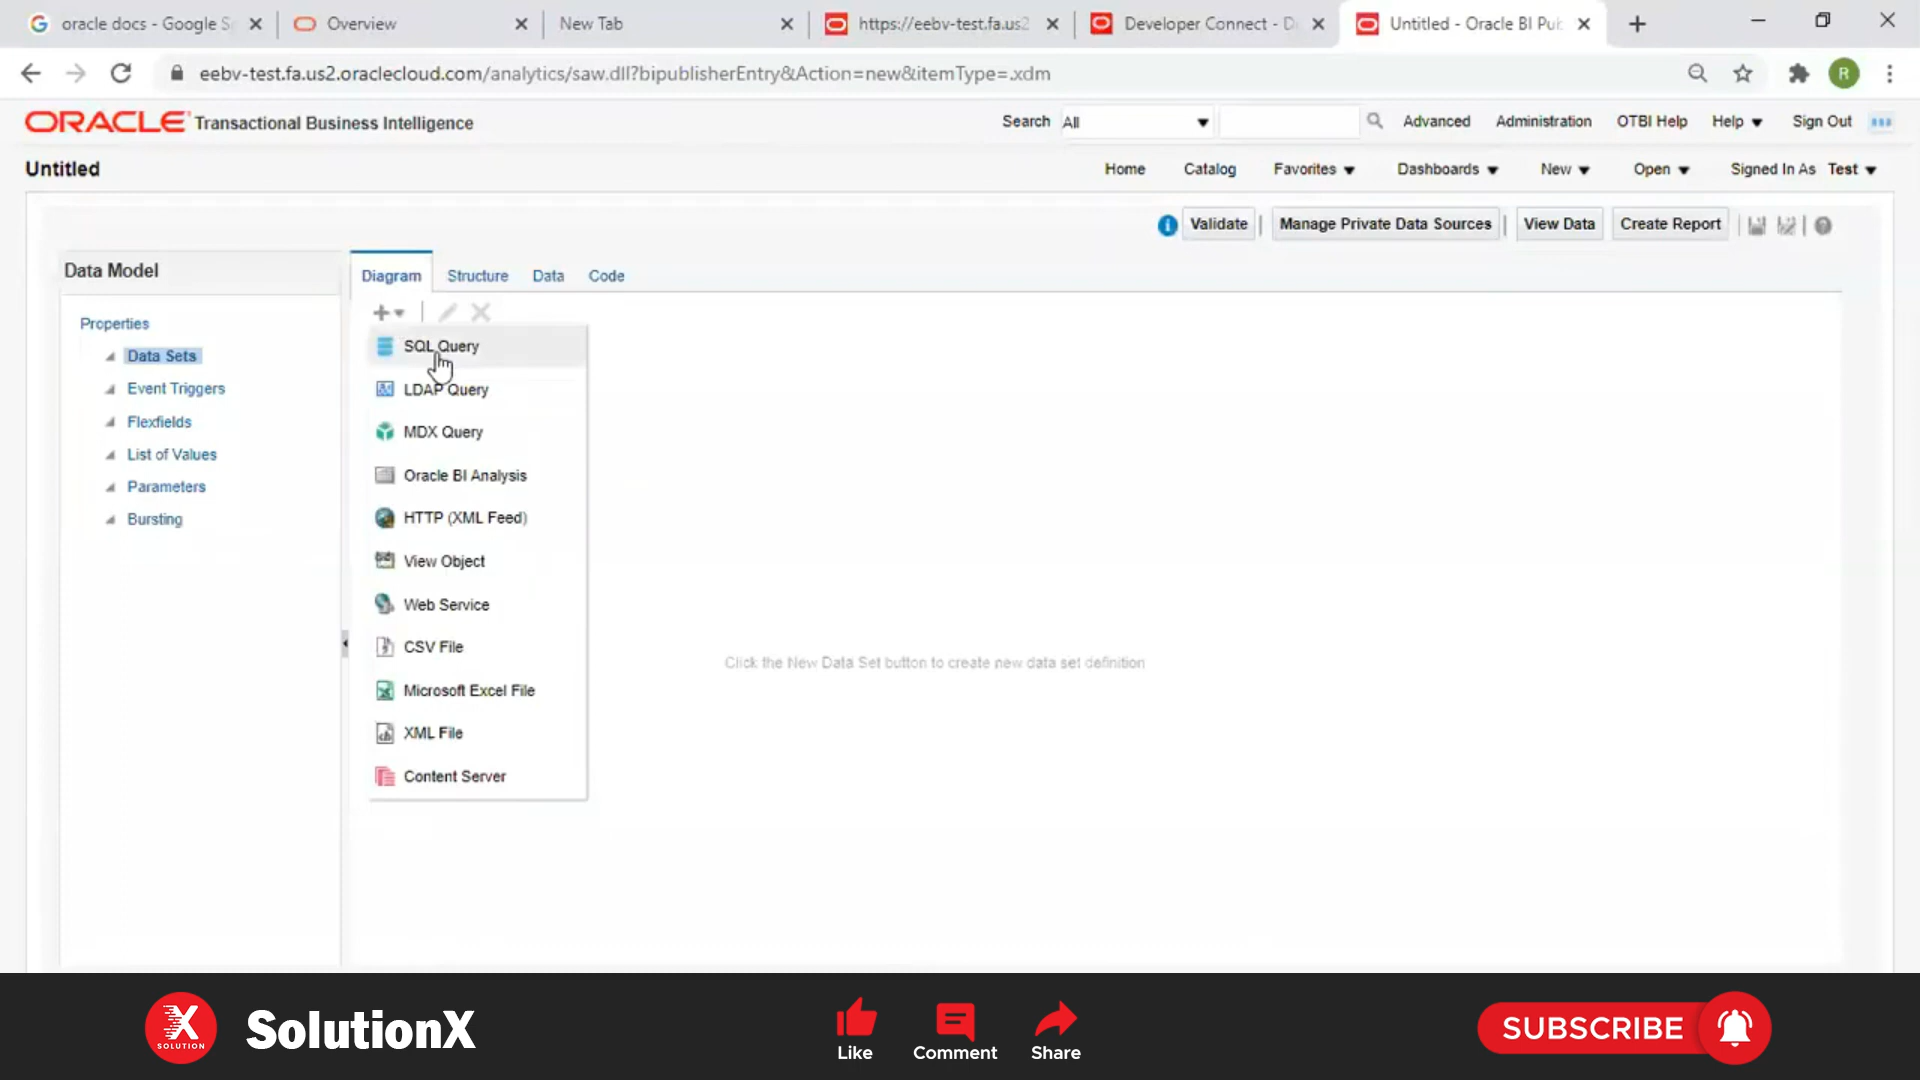 oracle docs - Google S
Overview
New Tab
https://eebv-test.fa.us2
Developer Connect - D
Untitled - Oracle BI Pub
eebv-test.fa.us2.oraclecloud.com/analytics/saw.dll?bipublisherEntry&Action=new&itemType=.xdm
R
ORACLE Transactional Business Intelligence
Search All Advanced Administration OTBI Help Help Sign Out
Untitled
Home Catalog Favorites Dashboards New Open Signed In As Test
Validate Manage Private Data Sources View Data Create Report
Data Model
Diagram Structure Data Code
Properties
Data Sets
Event Triggers
Flexfields
List of Values
Parameters
Bursting
SQL Query
LDAP Query
MDX Query
Oracle BI Analysis
HTTP (XML Feed)
View Object
Web Service
CSV File
Microsoft Excel File
XML File
Content Server
Click the New Data Set button to create new data set definition
X
SOLUTION
SolutionX
Like
Comment
Share
SUBSCRIBE